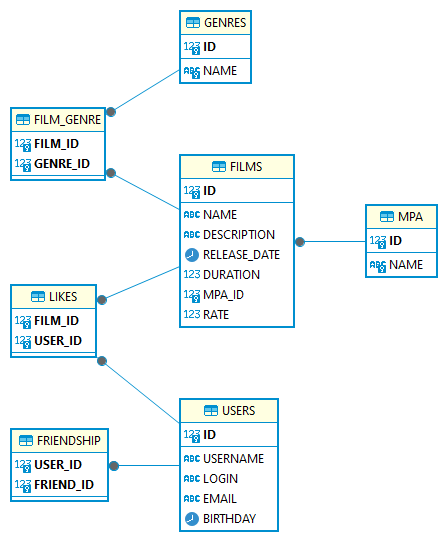 GENRES
123 ID
ABC NAME
FILM_GENRE
123 FILM_ID
123 GENRE_ID
FILMS
123 ID
ABC NAME
ABC DESCRIPTION
RELEASE_DATE
123 DURATION
123 MPA_ID
123 RATE
MPA
123 ID
ABC NAME
LIKES
123 FILM_ID
123 USER_ID
USERS
123 ID
ABC USERNAME
ABC LOGIN
ABC EMAIL
BIRTHDAY
FRIENDSHIP
123 USER_ID
123 FRIEND_ID